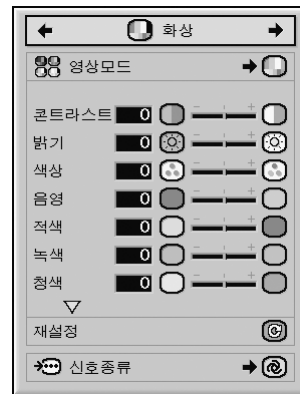 화상
영상모드
콘트라스트 0
밝기 0
색상 0
음영 0
적색 0
녹색 0
청색 0
재설정
신호종류